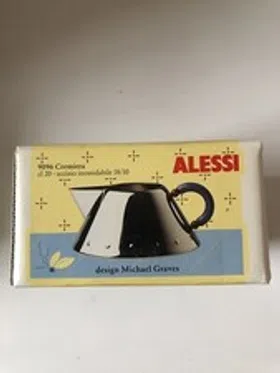 9096 Cremiera
cl 20 - acciaio inossidabile 18/10
ALESSI
design Michael Graves